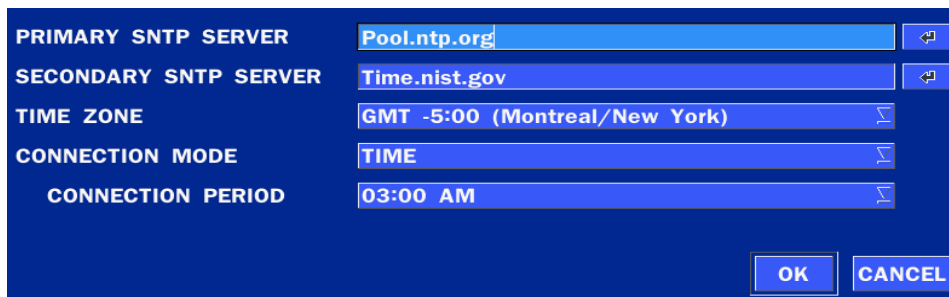 PRIMARY SNTP SERVER Pool.ntp.org
SECONDARY SNTP SERVER Time.nist.gov
TIME ZONE GMT -5:00 (Montreal/New York)
CONNECTION MODE TIME
CONNECTION PERIOD 03:00 AM
OK CANCEL